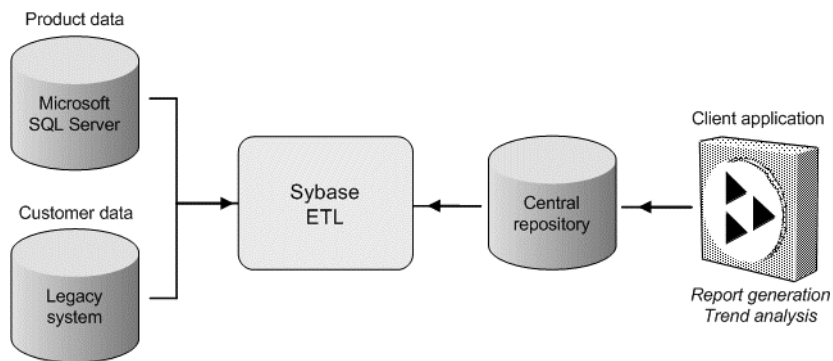 Product data
Microsoft
SQL Server
Customer data
Legacy
system
Sybase
ETL
Central
repository
Client application
Report generation
Trend analysis